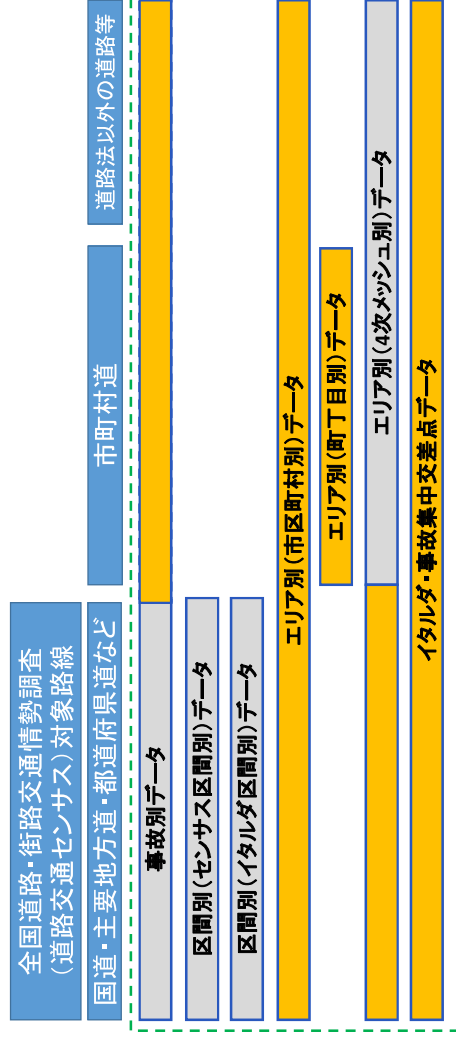 全国道路・街路交通情勢調査
（道路交通センサス）対象路線
国道・主要地方道・都道府県道など
市町村道
道路法以外の道路等
事故別データ
区間別（センサス区間別）データ
区間別（イタルダ区間別）データ
エリア別（市区町村別）データ
エリア別（町丁目別）データ
エリア別（4次メッシュ別）データ
イタルダ・事故集中交差点データ